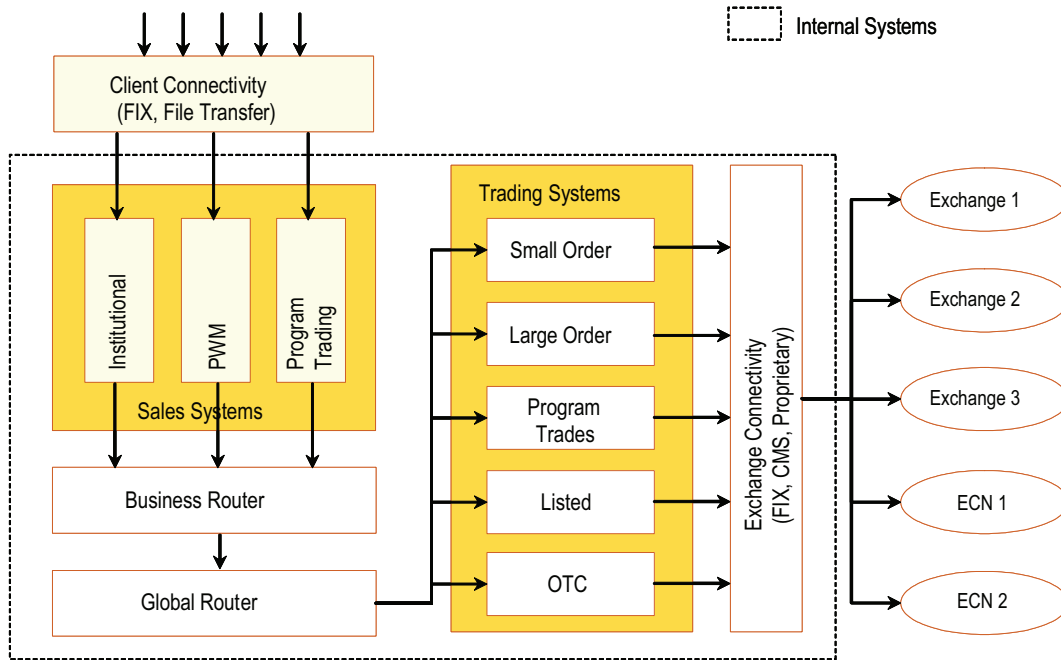 Internal Systems
Client Connectivity
(FIX, File Transfer)
Institutional
PWM
Program
Trading
Sales Systems
Business Router
Global Router
Trading Systems
Small Order
Large Order
Program
Trades
Listed
OTC
Exchange Connectivity
(FIX, CMS, Proprietary)
Exchange 1
Exchange 2
Exchange 3
ECN 1
ECN 2